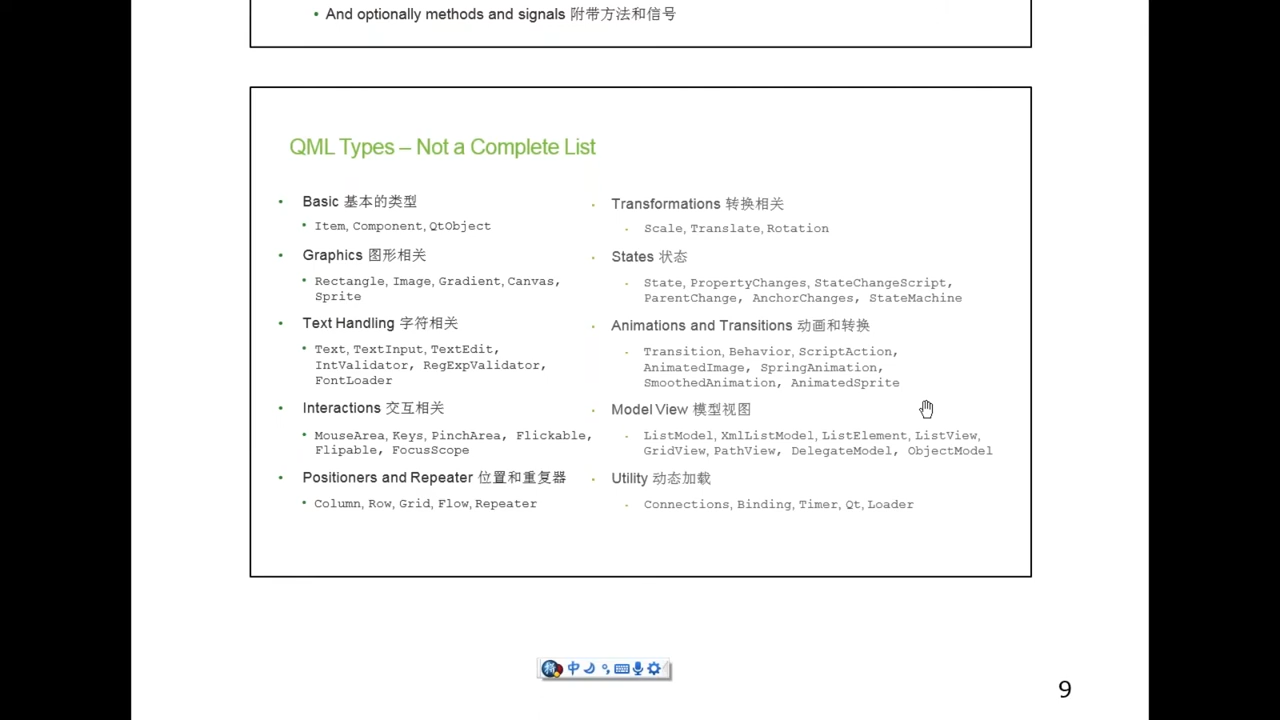 • And optionally methods and signals 附带方法和信号
QML Types – Not a Complete List
• Basic 基本的类型
• Item, Component, QtObject
• Graphics 图形相关
• Rectangle, Image, Gradient, Canvas,
Sprite
• Text Handling 字符相关
• Text, TextInput, TextEdit,
IntValidator, RegExpValidator,
FontLoader
• Interactions 交互相关
• MouseArea, Keys, PinchArea, Flickable,
Flipable, FocusScope
• Positioners and Repeater 位置和重复器
• Column, Row, Grid, Flow, Repeater
• Transformations 转换相关
• Scale, Translate, Rotation
• States 状态
• State, PropertyChanges, StateChangeScript,
ParentChange, AnchorChanges, StateMachine
• Animations and Transitions 动画和转换
• Transition, Behavior, ScriptAction,
AnimatedImage, SpringAnimation,
SmoothedAnimation, AnimatedSprite
• Model View 模型视图
• ListModel, XmlListModel, ListElement, ListView,
GridView, PathView, DelegateModel, ObjectModel
• Utility 动态加载
• Connections, Binding, Timer, Qt, Loader
中
9